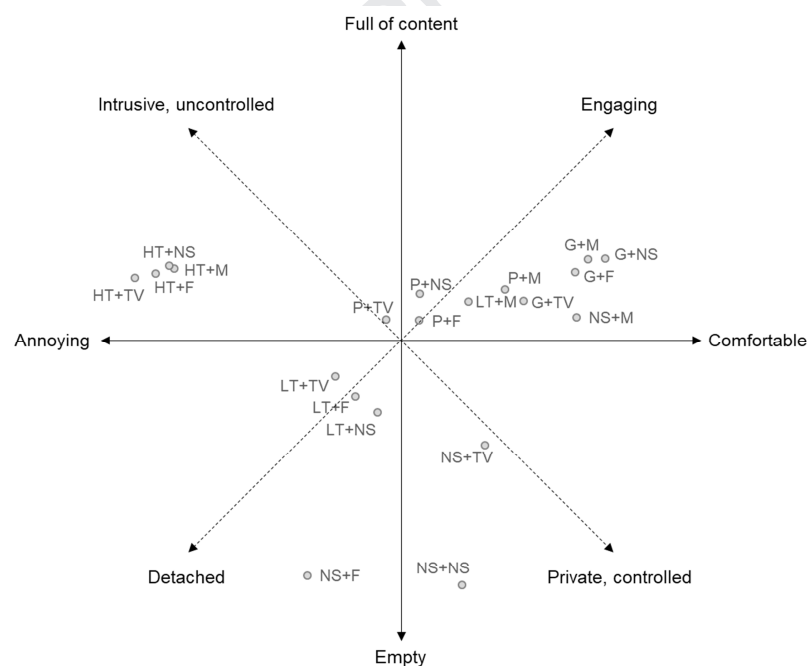 Full of content
Intrusive, uncontrolled
Engaging
G+M
G+NS
HT+NS
HT+M
G+F
HT+F
P+NS
P+M
HT+TV
P+TV
LT+M
G+TV
P+F
NS+M
Annoying
Comfortable
LT+TV
LT+F
LT+NS
NS+TV
Detached
NS+F
NS+NS
Private, controlled
Empty